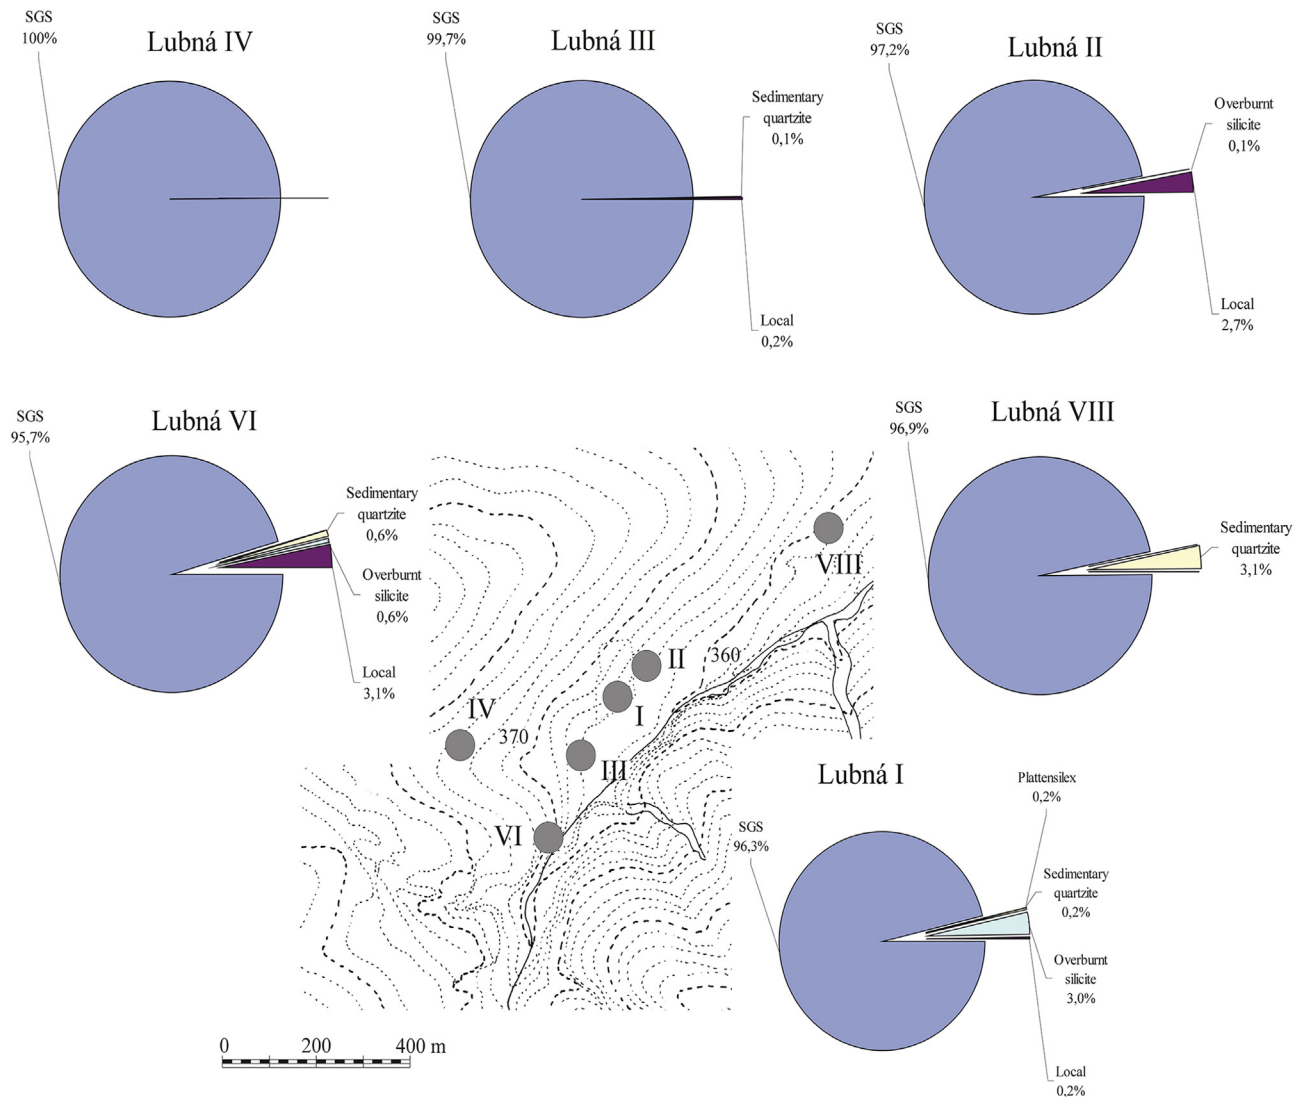 SGS
100%
Lubná IV
SGS
99,7%
Lubná III
Sedimentary
quartzite
0,1%
Local
0,2%
SGS
97,2%
Lubná II
Overburnt
silicite
0,1%
Local
2,7%
SGS
95,7%
Lubná VI
Sedimentary
quartzite
0,6%
Overburnt
silicite
0,6%
Local
3,1%
SGS
96,9%
Lubná VIII
Sedimentary
quartzite
3,1%
VIII
II
360
I
IV
370
III
VI
Lubná I
SGS
96,3%
Plattensilex
0,2%
Sedimentary
quartzite
0,2%
Overburnt
silicite
3,0%
Local
0,2%
0 200 400 m